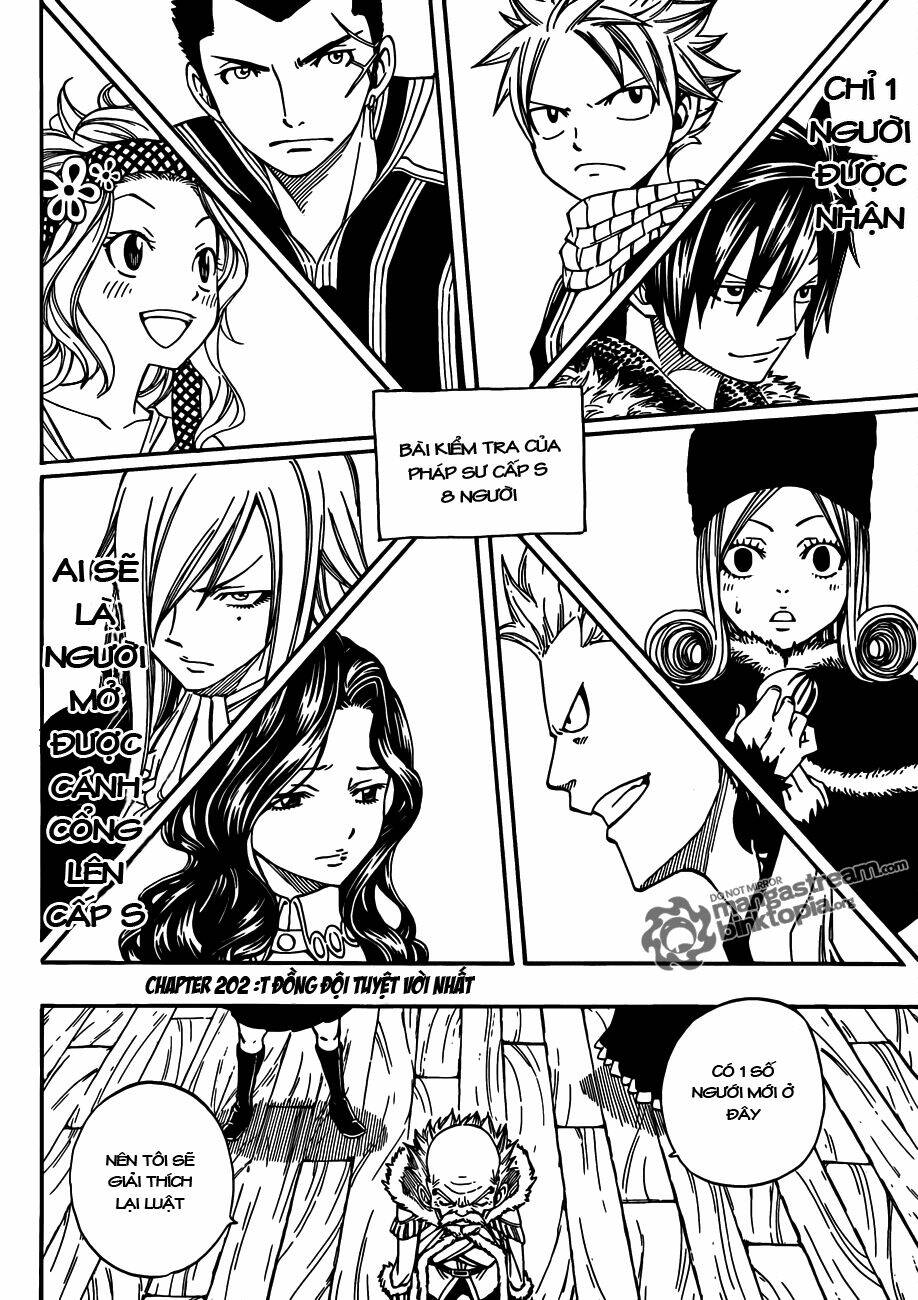 CHỈ 1
NGƯỜI
ĐƯỢC
NHẬN
BÀI KIỂM TRA CỦA
PHÁP SƯ CẤP S
8 NGƯỜI
AI SẼ
LÀ
NGƯỜI
MỞ
ĐƯỢC
CÁNH
CỔNG
LÊN
CẤP S
DO NOT MIRROR
mangastream.com
binktopia.org
CHAPTER 202 :T ĐỒNG ĐỘI TUYỆT VỜI NHẤT
CÓ 1 SỐ
NGƯỜI MỚI Ở
ĐÂY
NÊN TÔI SẼ
GIẢI THÍCH
LẠI LUẬT